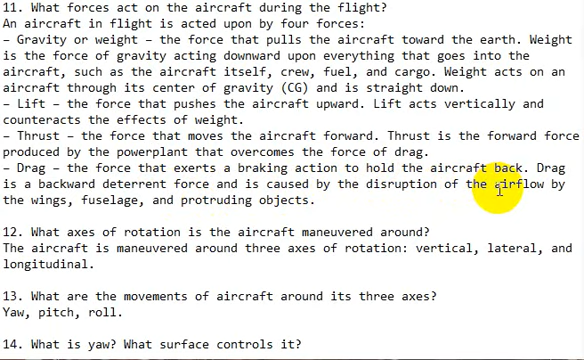 11. What forces act on the aircraft during the flight?
An aircraft in flight is acted upon by four forces:
– Gravity or weight – the force that pulls the aircraft toward the earth. Weight
is the force of gravity acting downward upon everything that goes into the
aircraft, such as the aircraft itself, crew, fuel, and cargo. Weight acts on an
aircraft through its center of gravity (CG) and is straight down.
– Lift – the force that pushes the aircraft upward. Lift acts vertically and
counteracts the effects of weight.
– Thrust – the force that moves the aircraft forward. Thrust is the forward force
produced by the powerplant that overcomes the force of drag.
– Drag – the force that exerts a braking action to hold the aircraft back. Drag
is a backward deterrent force and is caused by the disruption of the airflow by
the wings, fuselage, and protruding objects.
12. What axes of rotation is the aircraft maneuvered around?
The aircraft is maneuvered around three axes of rotation: vertical, lateral, and
longitudinal.
13. What are the movements of aircraft around its three axes?
Yaw, pitch, roll.
14. What is yaw? What surface controls it?